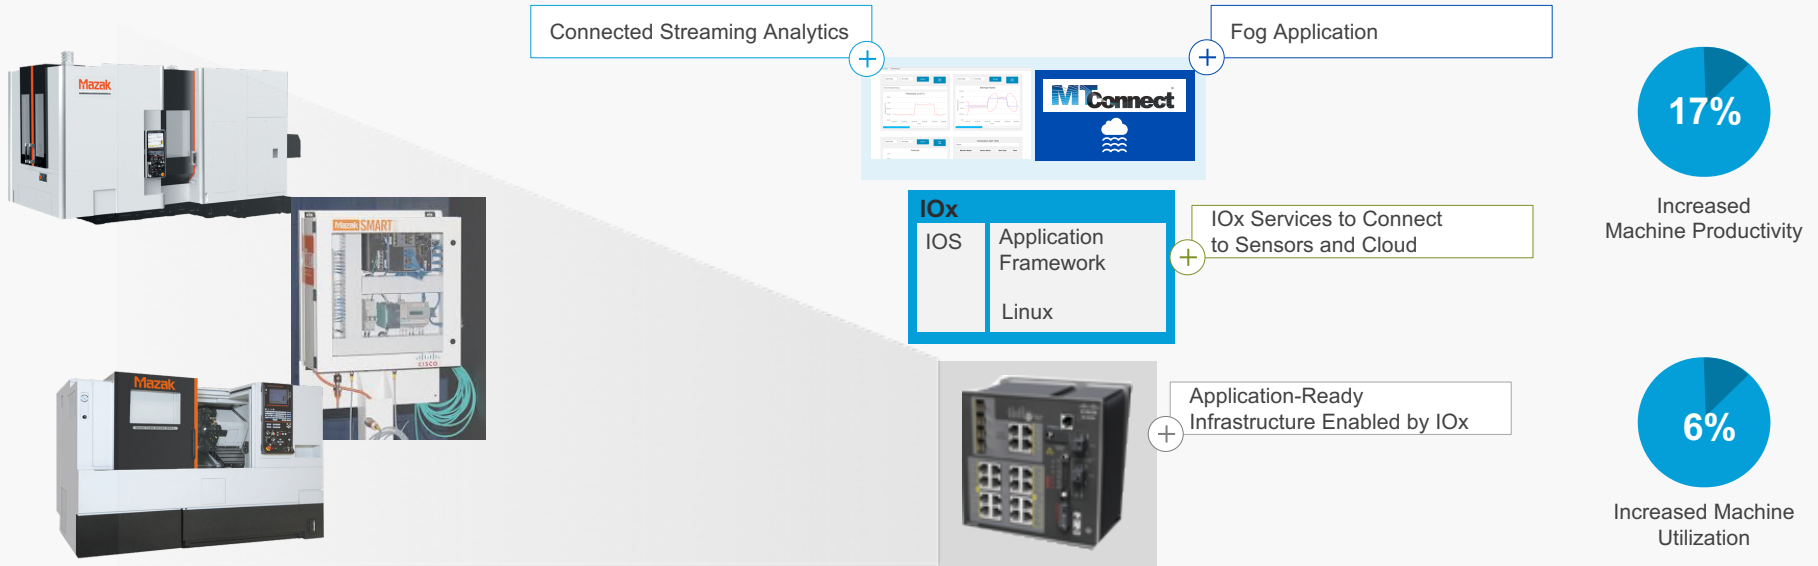 Connected Streaming Analytics
Fog Application
Mazak
MTConnect
17%
Increased
Machine Productivity
IOx
IOS
Application
Framework
Linux
IOx Services to Connect
to Sensors and Cloud
Mazak SMART
CISCO
Mazak
Application-Ready
Infrastructure Enabled by IOx
6%
Increased Machine
Utilization